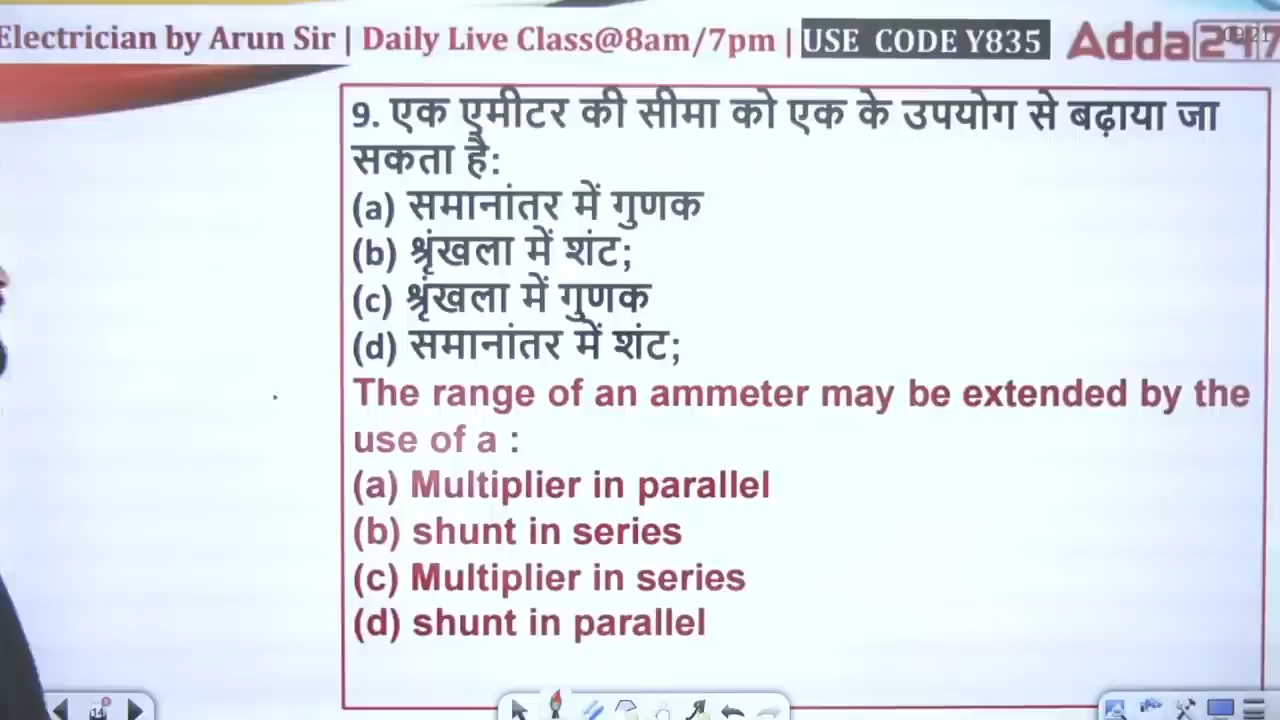 Electrician by Arun Sir | Daily Live Class@8am/7pm | USE CODE Y835 Adda247
9. एक एमीटर की सीमा को एक के उपयोग से बढ़ाया जा
सकता है:
(a) समानांतर में गुणक
(b) श्रृंखला में शंट;
(c) श्रृंखला में गुणक
(d) समानांतर में शंट;
The range of an ammeter may be extended by the
use of a :
(a) Multiplier in parallel
(b) shunt in series
(c) Multiplier in series
(d) shunt in parallel
14